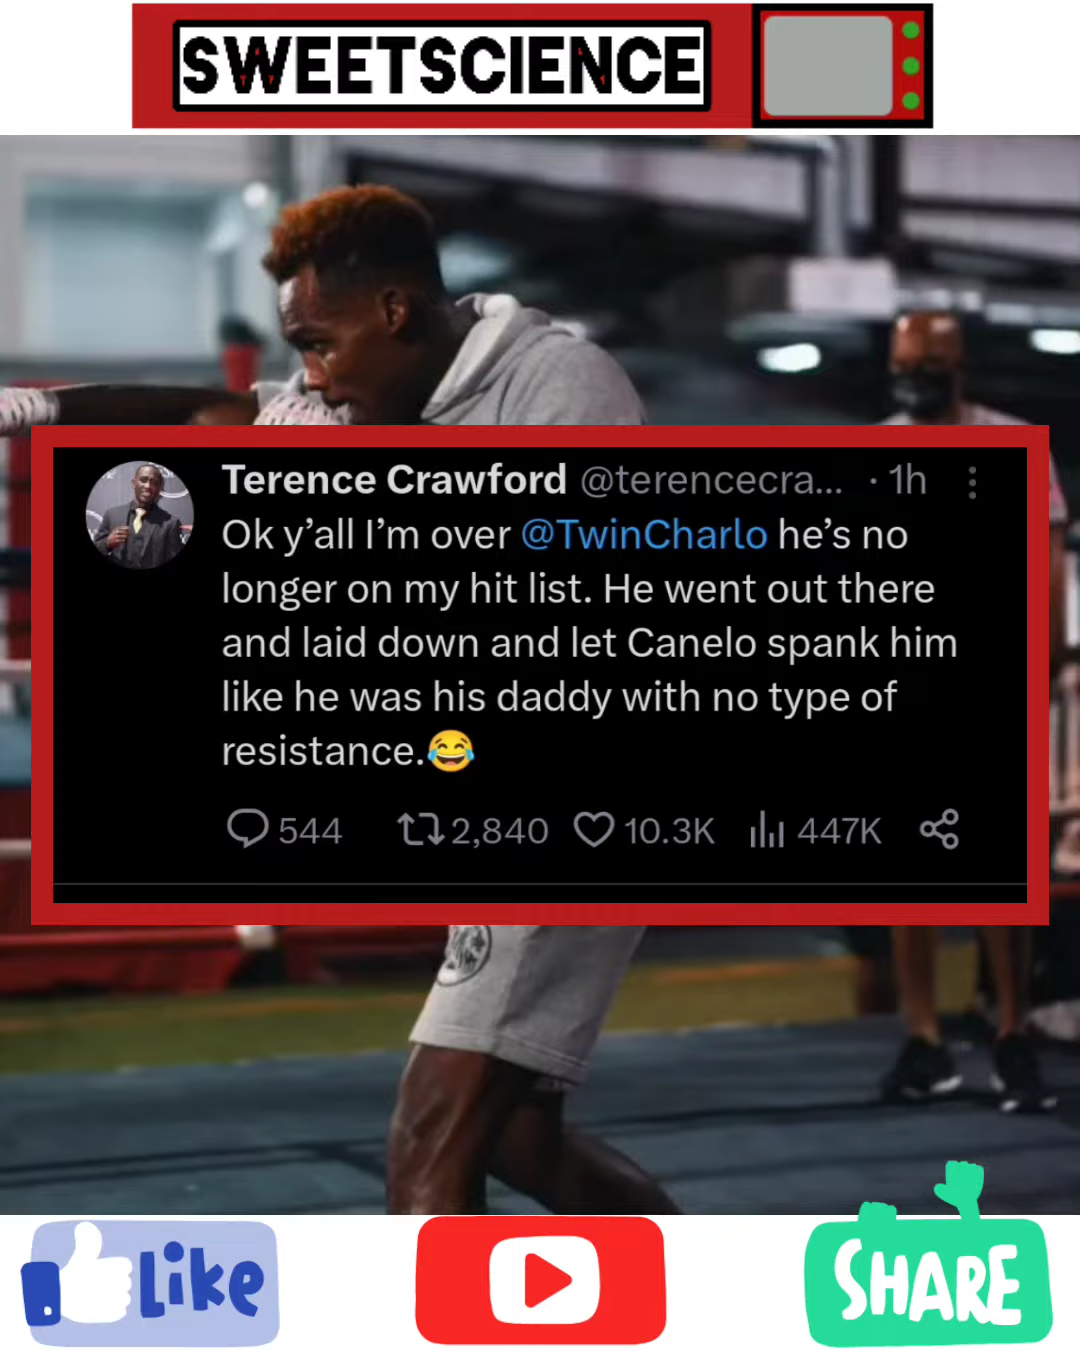 SWEETSCIENCE
Terence Crawford @terencecra... · 1h
Ok y’all I’m over @TwinCharlo he’s no
longer on my hit list. He went out there
and laid down and let Canelo spank him
like he was his daddy with no type of
resistance.😂
544 2,840 10.3K 447K
Like
SHARE